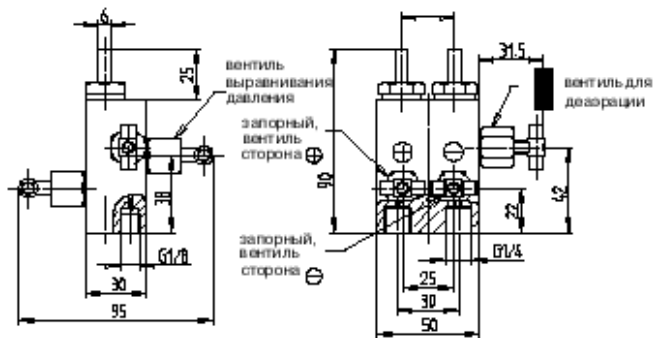 6
25
вентиль
выравнивания
давления
38
G1/8
30
95
31.5
вентиль для
деаэрации
запорный,
вентиль
сторона ⊕
90
42
22
запорный,
вентиль
сторона ⊖
G1/4
25
30
50